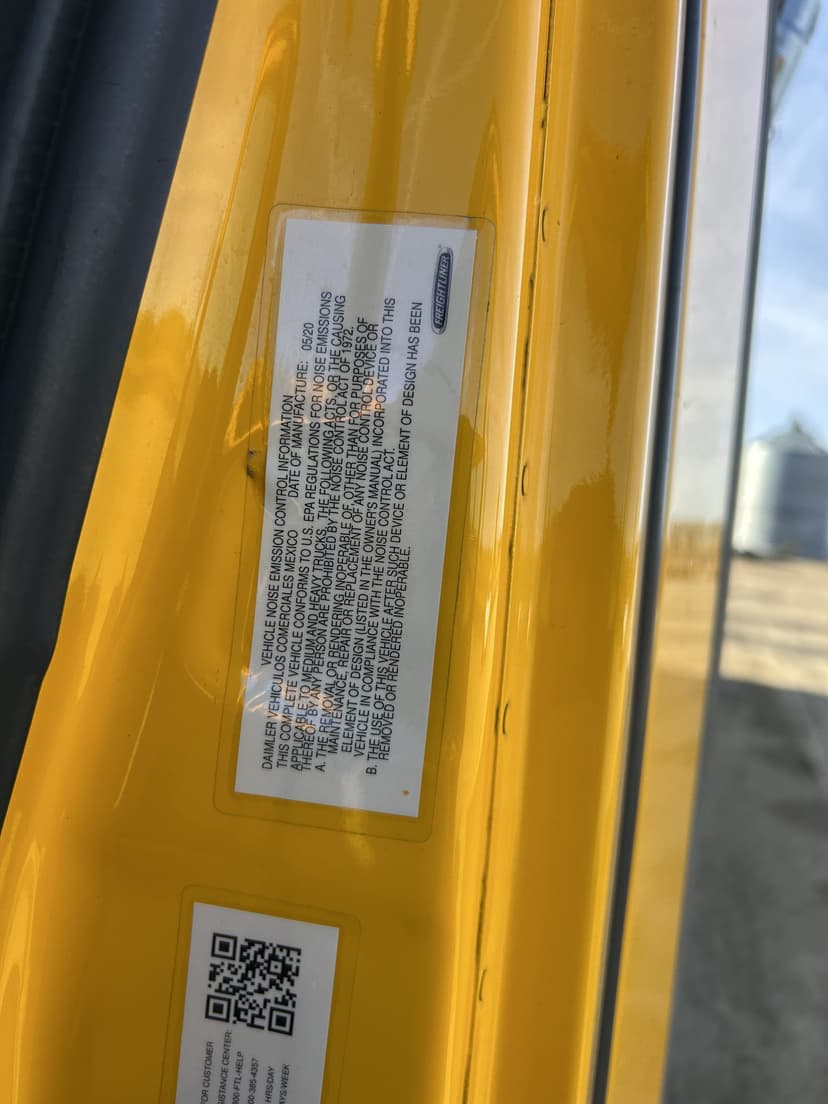 FREIGHTLINER
VEHICLE NOISE EMISSION CONTROL INFORMATION
DAIMLER VEHICULOS COMERCIALES MEXICO DATE OF MANUFACTURE: 05/20
THIS COMPLETE VEHICLE CONFORMS TO U.S. EPA REGULATIONS FOR NOISE EMISSIONS
APPLICABLE TO MEDIUM AND HEAVY TRUCKS. THE FOLLOWING ACTS, OR THE CAUSING
THEREOF BY ANY PERSON ARE PROHIBITED BY THE NOISE CONTROL ACT OF 1972.
A. THE REMOVAL OR RENDERING INOPERABLE OF, OTHER THAN FOR PURPOSES OF
MAINTENANCE, REPAIR OR REPLACEMENT OF ANY NOISE CONTROL DEVICE OR
ELEMENT OF DESIGN (LISTED IN THE OWNER'S MANUAL) INCORPORATED INTO THIS
VEHICLE IN COMPLIANCE WITH THE NOISE CONTROL ACT.
B. THE USE OF THIS VEHICLE AFTER SUCH DEVICE OR ELEMENT OF DESIGN HAS BEEN
REMOVED OR RENDERED INOPERABLE.
FOR CUSTOMER
CENTER:
FTL-HELP
385-4357
HRS/DAY